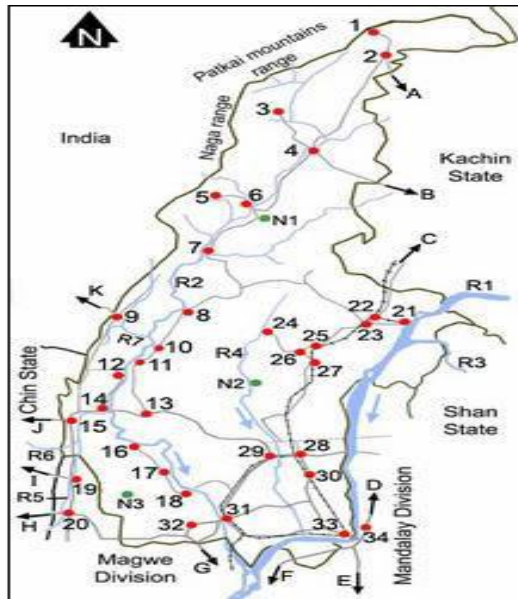 N
1
Patkai mountains
range
2
A
3
Naga range
India
4
Kachin
State
B
5
6
N1
7
C
K
R2
R1
9
8
22
21
R7
24
25
23
10
R4
26
R3
12
11
27
Chin State
N2
14
13
Shan
State
J
15
16
28
29
R6
17
30
D
I
19
R5
N3
18
Mandalay Division
H
20
32
31
33
34
Magwe
Division
G
F
E